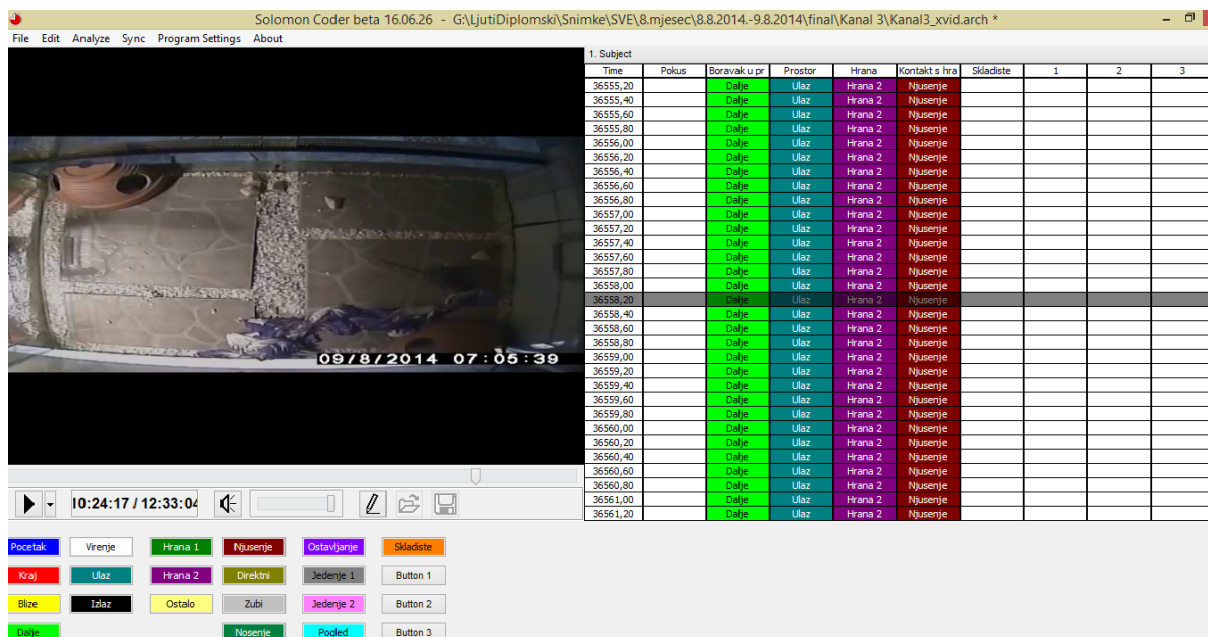 Solomon Coder beta 16.06.26 - G:\LjutiDiplomski\Snimke\SVE\8.mjesec\8.8.2014.-9.8.2014\final\Kanal 3\Kanal3_xvid.arch *
File Edit Analyze Sync Program Settings About
1. Subject
Time Pokus Boravak u pr Prostor Hrana Kontakt s hra Skladiste 1 2 3
36555,20 Dalje Ulaz Hrana 2 Njusenje
36555,40 Dalje Ulaz Hrana 2 Njusenje
36555,60 Dalje Ulaz Hrana 2 Njusenje
36555,80 Dalje Ulaz Hrana 2 Njusenje
36556,00 Dalje Ulaz Hrana 2 Njusenje
36556,20 Dalje Ulaz Hrana 2 Njusenje
36556,40 Dalje Ulaz Hrana 2 Njusenje
36556,60 Dalje Ulaz Hrana 2 Njusenje
36556,80 Dalje Ulaz Hrana 2 Njusenje
36557,00 Dalje Ulaz Hrana 2 Njusenje
36557,20 Dalje Ulaz Hrana 2 Njusenje
36557,40 Dalje Ulaz Hrana 2 Njusenje
36557,60 Dalje Ulaz Hrana 2 Njusenje
36557,80 Dalje Ulaz Hrana 2 Njusenje
36558,00 Dalje Ulaz Hrana 2 Njusenje
36558,20 Dalje Ulaz Hrana 2 Njusenje
36558,40 Dalje Ulaz Hrana 2 Njusenje
36558,60 Dalje Ulaz Hrana 2 Njusenje
36558,80 Dalje Ulaz Hrana 2 Njusenje
36559,00 Dalje Ulaz Hrana 2 Njusenje
36559,20 Dalje Ulaz Hrana 2 Njusenje
36559,40 Dalje Ulaz Hrana 2 Njusenje
36559,60 Dalje Ulaz Hrana 2 Njusenje
36559,80 Dalje Ulaz Hrana 2 Njusenje
36560,00 Dalje Ulaz Hrana 2 Njusenje
36560,20 Dalje Ulaz Hrana 2 Njusenje
36560,40 Dalje Ulaz Hrana 2 Njusenje
36560,60 Dalje Ulaz Hrana 2 Njusenje
36560,80 Dalje Ulaz Hrana 2 Njusenje
36561,00 Dalje Ulaz Hrana 2 Njusenje
36561,20 Dalje Ulaz Hrana 2 Njusenje
09/8/2014 07:05:39
10:24:17 / 12:33:04
Pocetak Virenje Hrana 1 Njusenje Ostavljanje Skladiste
Kraj Ulaz Hrana 2 Direktni Jedenje 1 Button 1
Blize Izlaz Ostalo Zubi Jedenje 2 Button 2
Dalje Nosenje Pogled Button 3